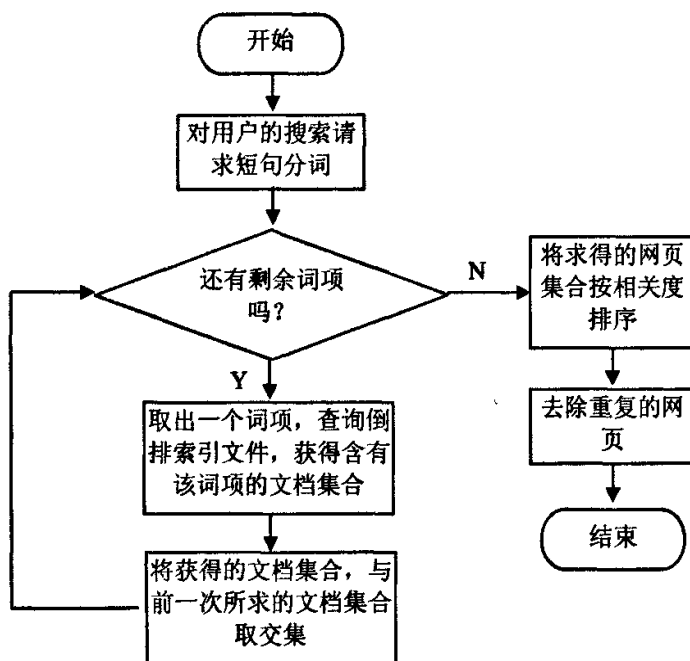 开始
对用户的搜索请
求短句分词
还有剩余词项
吗？
N
Y
将求得的网页
集合按相关度
排序
取出一个词项，查询倒
排索引文件，获得含有
该词项的文档集合
去除重复的网
页
结束
将获得的文档集合，与
前一次所求的文档集合
取交集